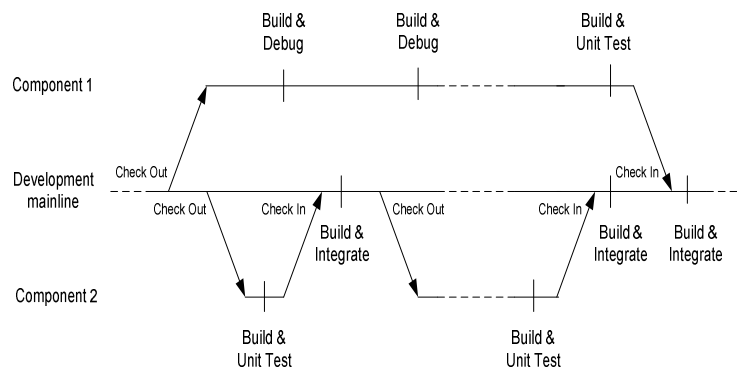 Build &
Debug
Build &
Debug
Build &
Unit Test
Component 1
Check Out
Check In
Development
mainline
Check Out
Check In
Check Out
Check In
Build &
Integrate
Build &
Integrate
Build &
Integrate
Component 2
Build &
Unit Test
Build &
Unit Test